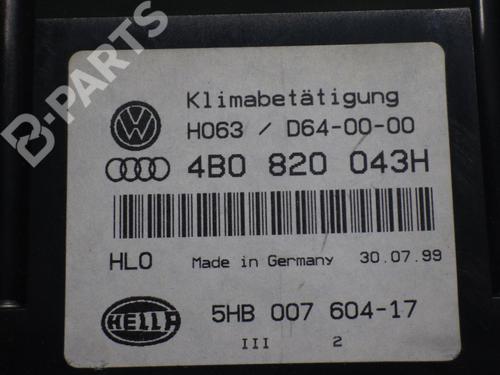 B-PARTS
Klimabetätigung
H063 / D64-00-00
4B0 820 043H
HLO Made in Germany 30.07.99
HELLA 5HB 007 604-17
III 2